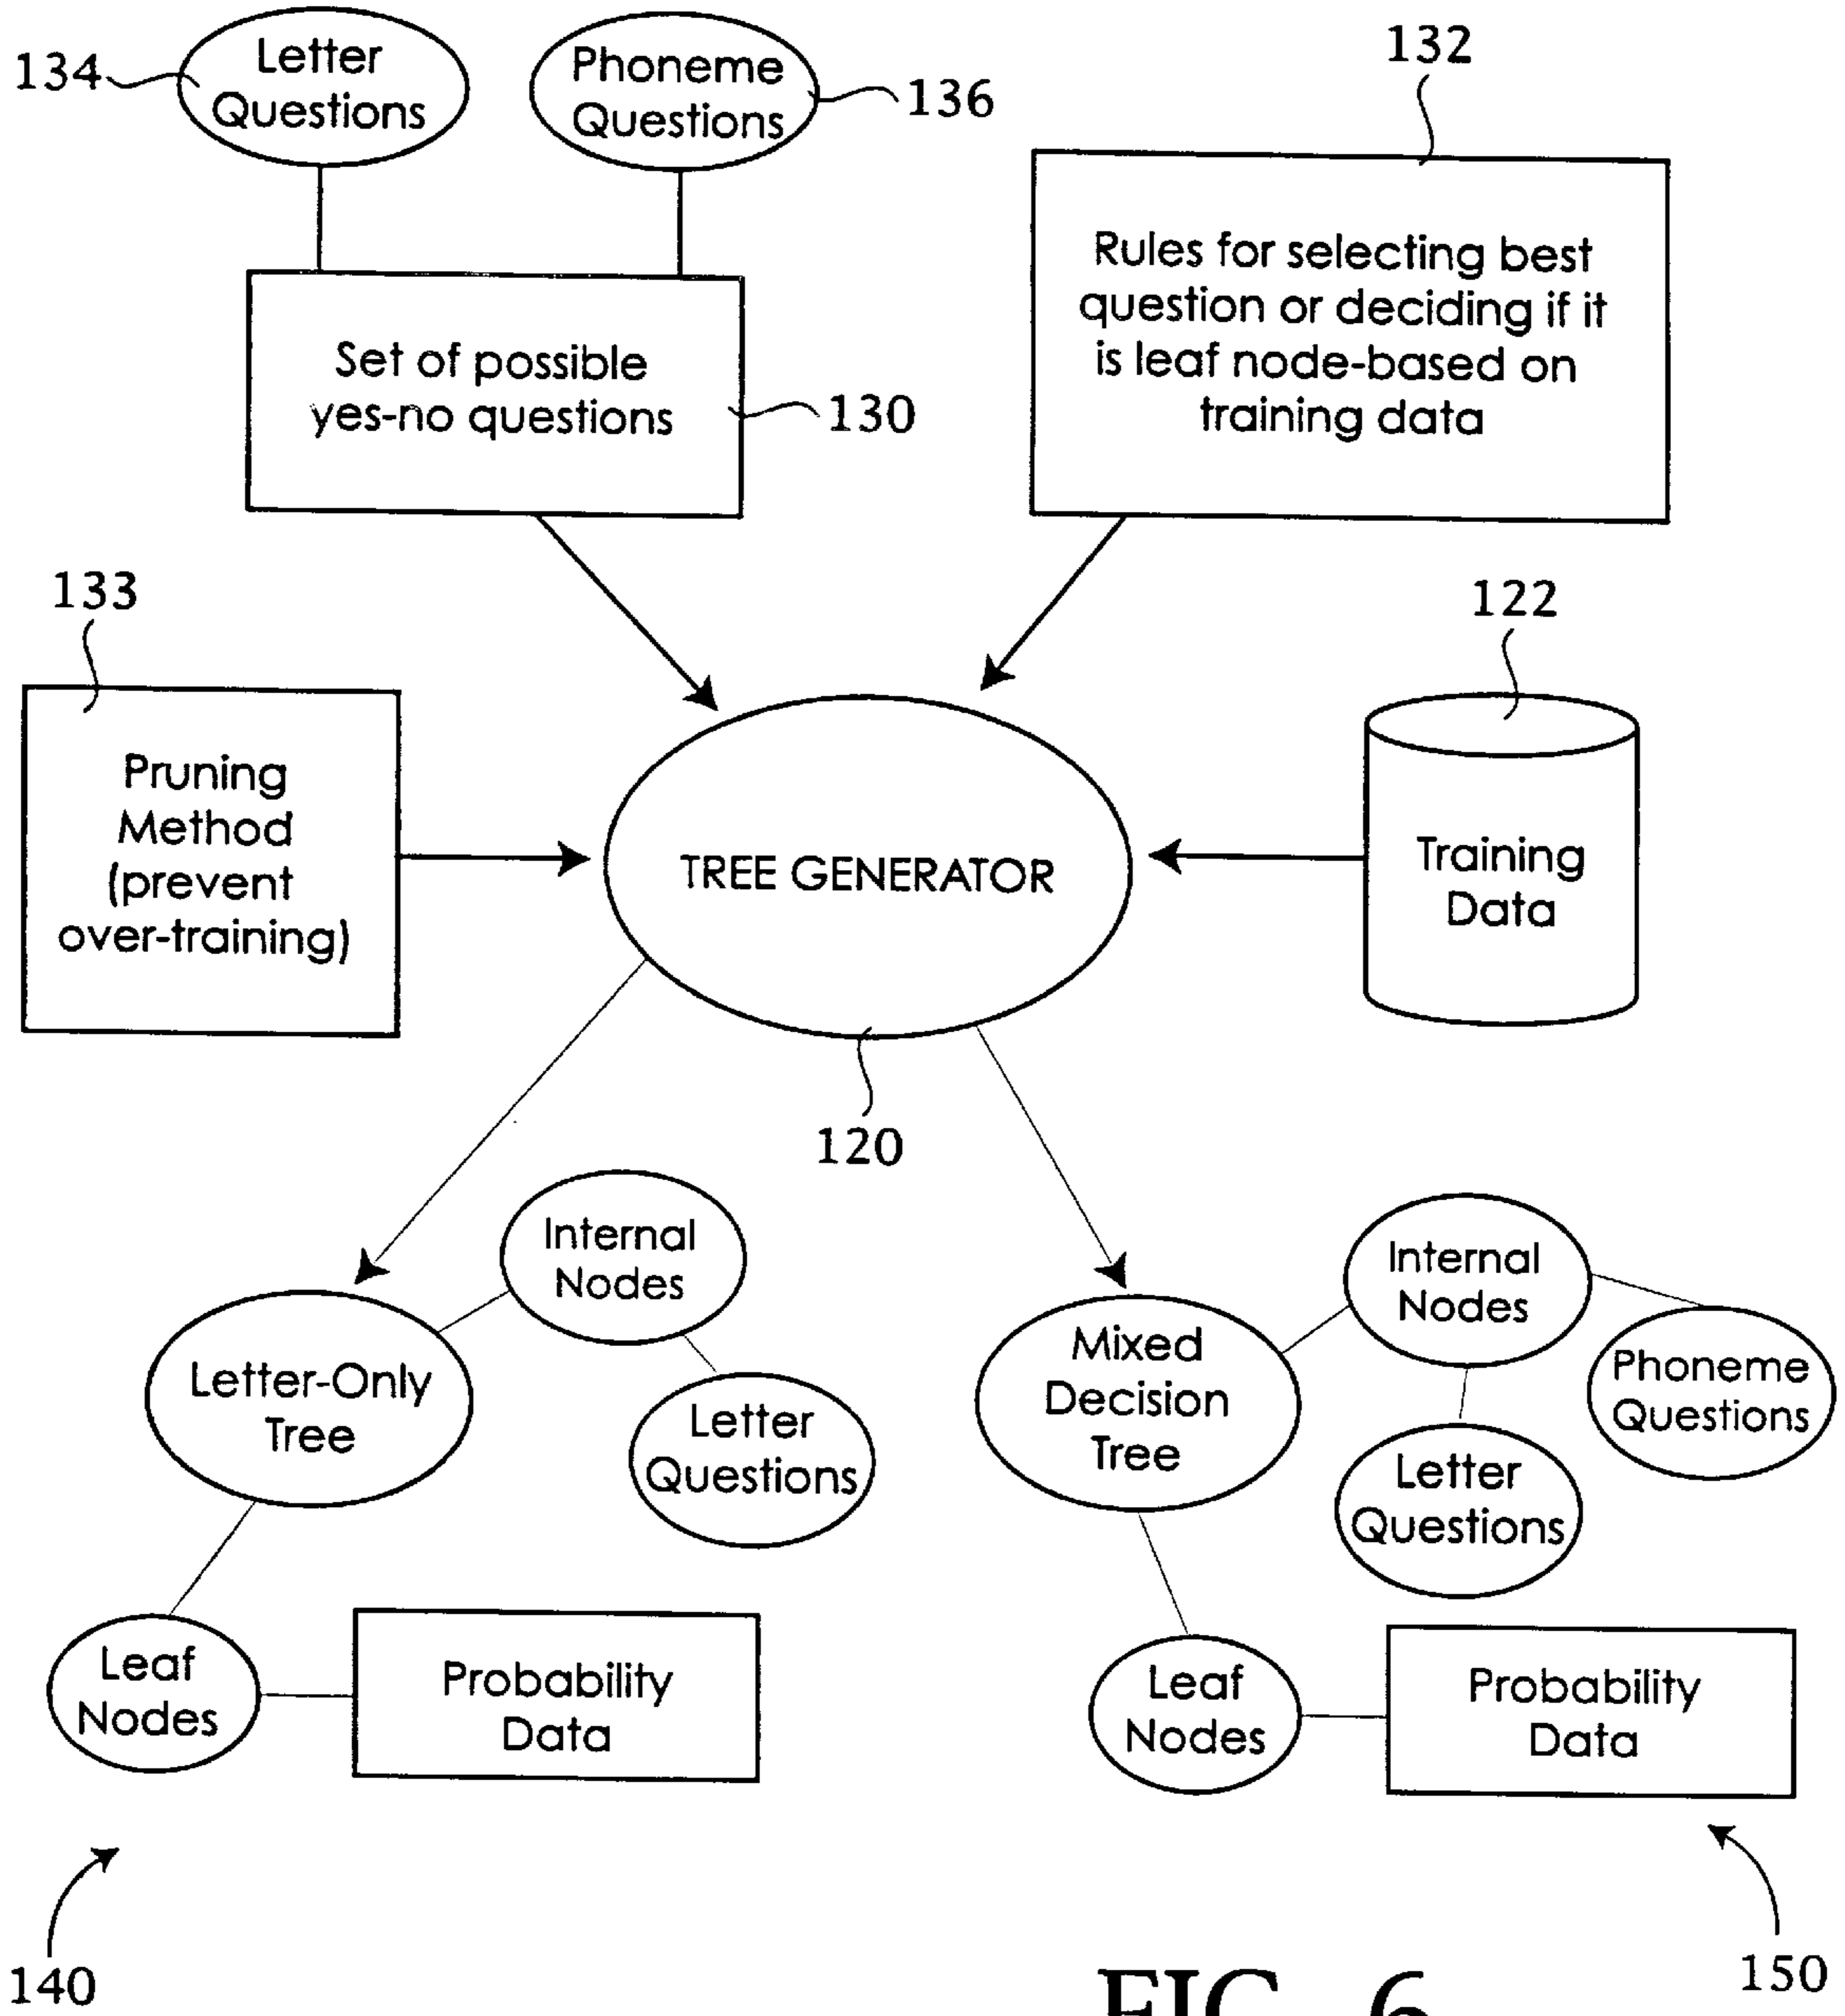 134
Letter
Questions
Phoneme
Questions
136
132
Set of possible
yes-no questions
130
Rules for selecting best
question or deciding if it
is leaf node-based on
training data
133
Pruning
Method
(prevent
over-training)
TREE GENERATOR
120
122
Training
Data
Letter-Only
Tree
Internal
Nodes
Letter
Questions
Leaf
Nodes
Probability
Data
140
Mixed
Decision
Tree
Internal
Nodes
Phoneme
Questions
Letter
Questions
Leaf
Nodes
Probability
Data
150
FIG. 6